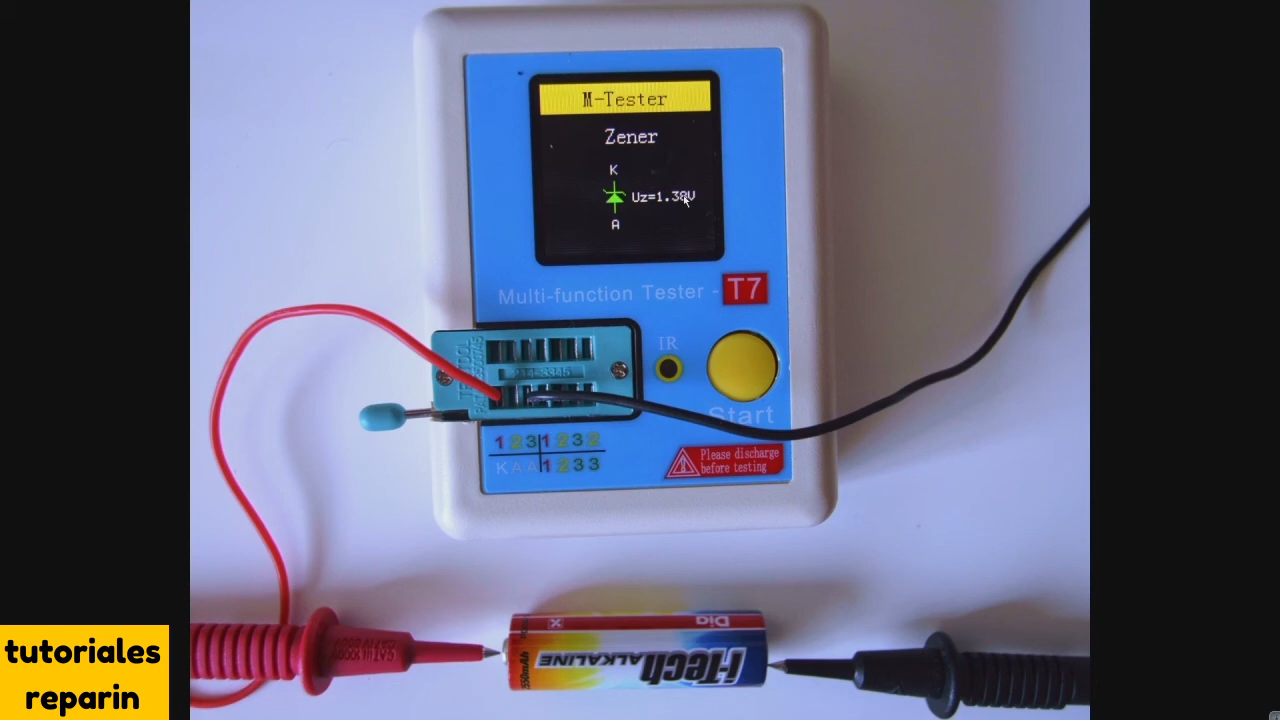 M-Tester
Zener
K
Uz=1.38V
A
Multi-function Tester - T7
IR
Start
1 2 3 1 2 3 2
K A A 1 2 3 3
Please discharge
before testing
i-Tech ALKALINE
tutoriales
reparin